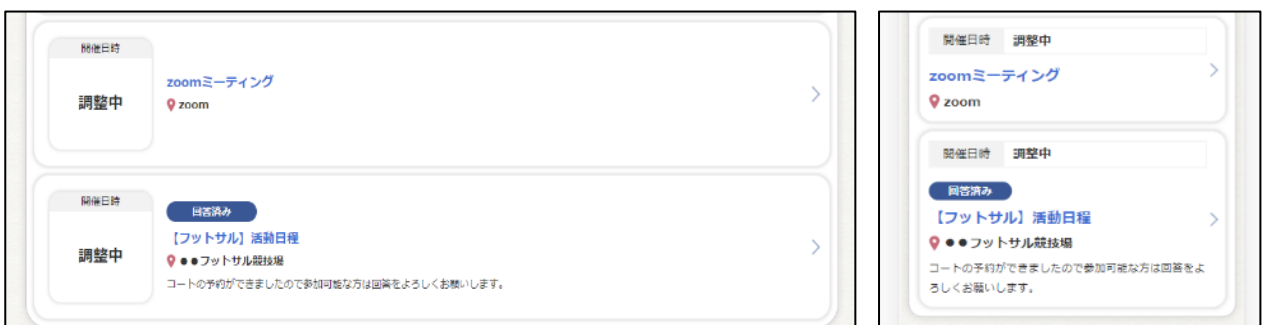 開催日時
調整中
zoomミーティング
zoom
開催日時
調整中
回答済み
【フットサル】活動日程
●●フットサル競技場
コートの予約ができましたので参加可能な方は回答をよろしくお願いします。
開催日時 調整中
zoomミーティング
zoom
開催日時 調整中
回答済み
【フットサル】活動日程
●●フットサル競技場
コートの予約ができましたので参加可能な方は回答をよ
ろしくお願いします。